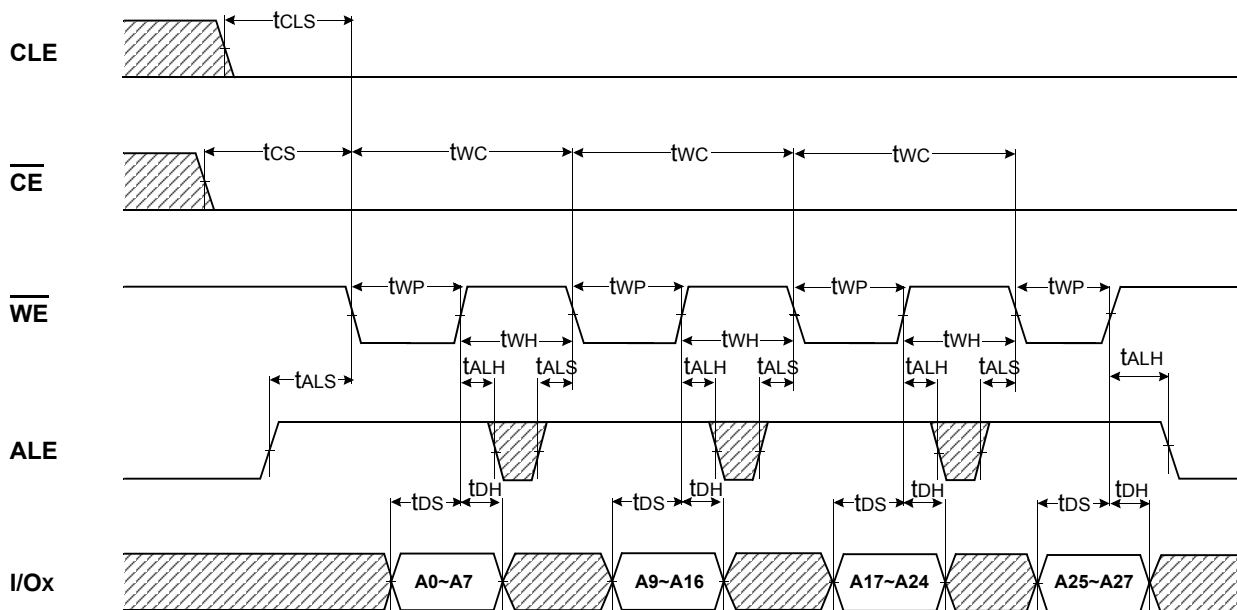 CLE
tCLS
CE
tCS
tWC
tWC
tWC
WE
tWP
tWP
tWP
tWP
tWH
tWH
tWH
tALS
tALH
tALS
tALH
tALS
tALH
tALS
tALH
ALE
tDS
tDH
tDS
tDH
tDS
tDH
tDS
tDH
I/Ox
A0~A7
A9~A16
A17~A24
A25~A27